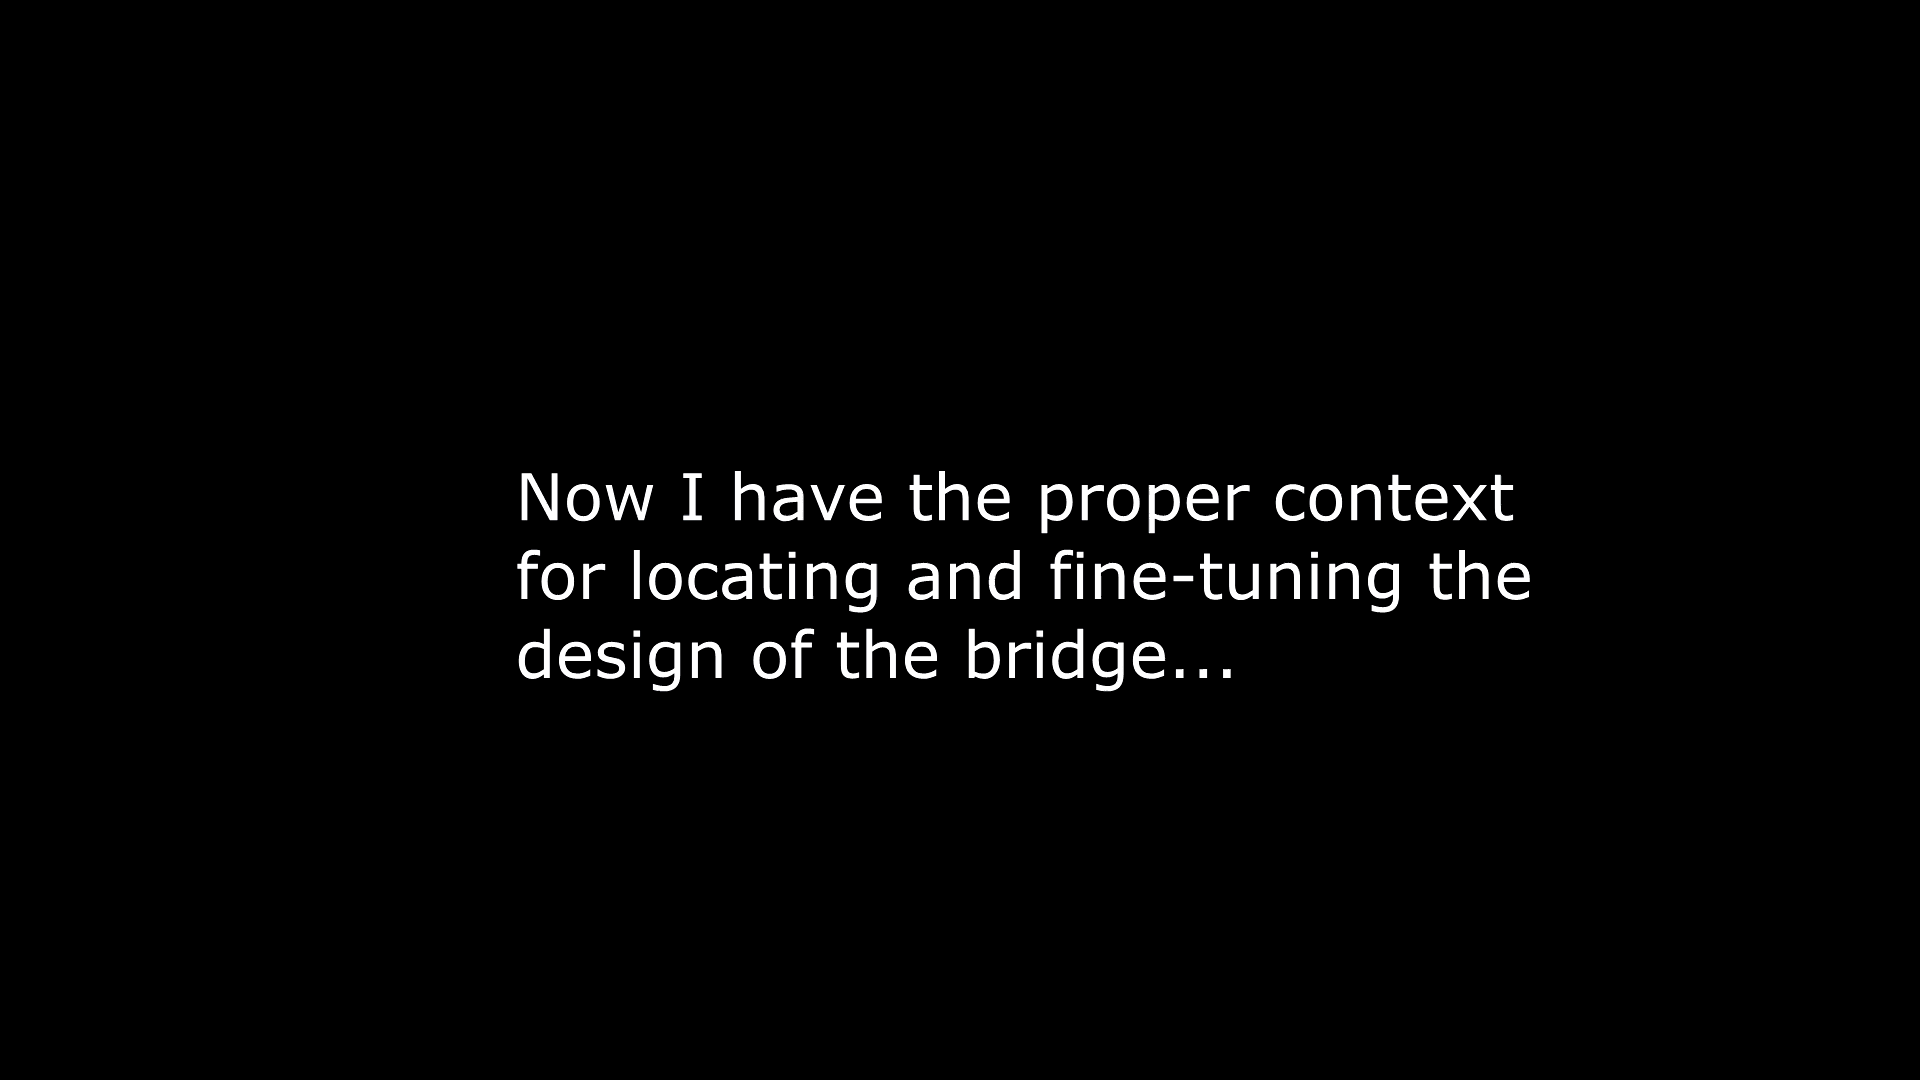 Now I have the proper context
for locating and fine-tuning the
design of the bridge...